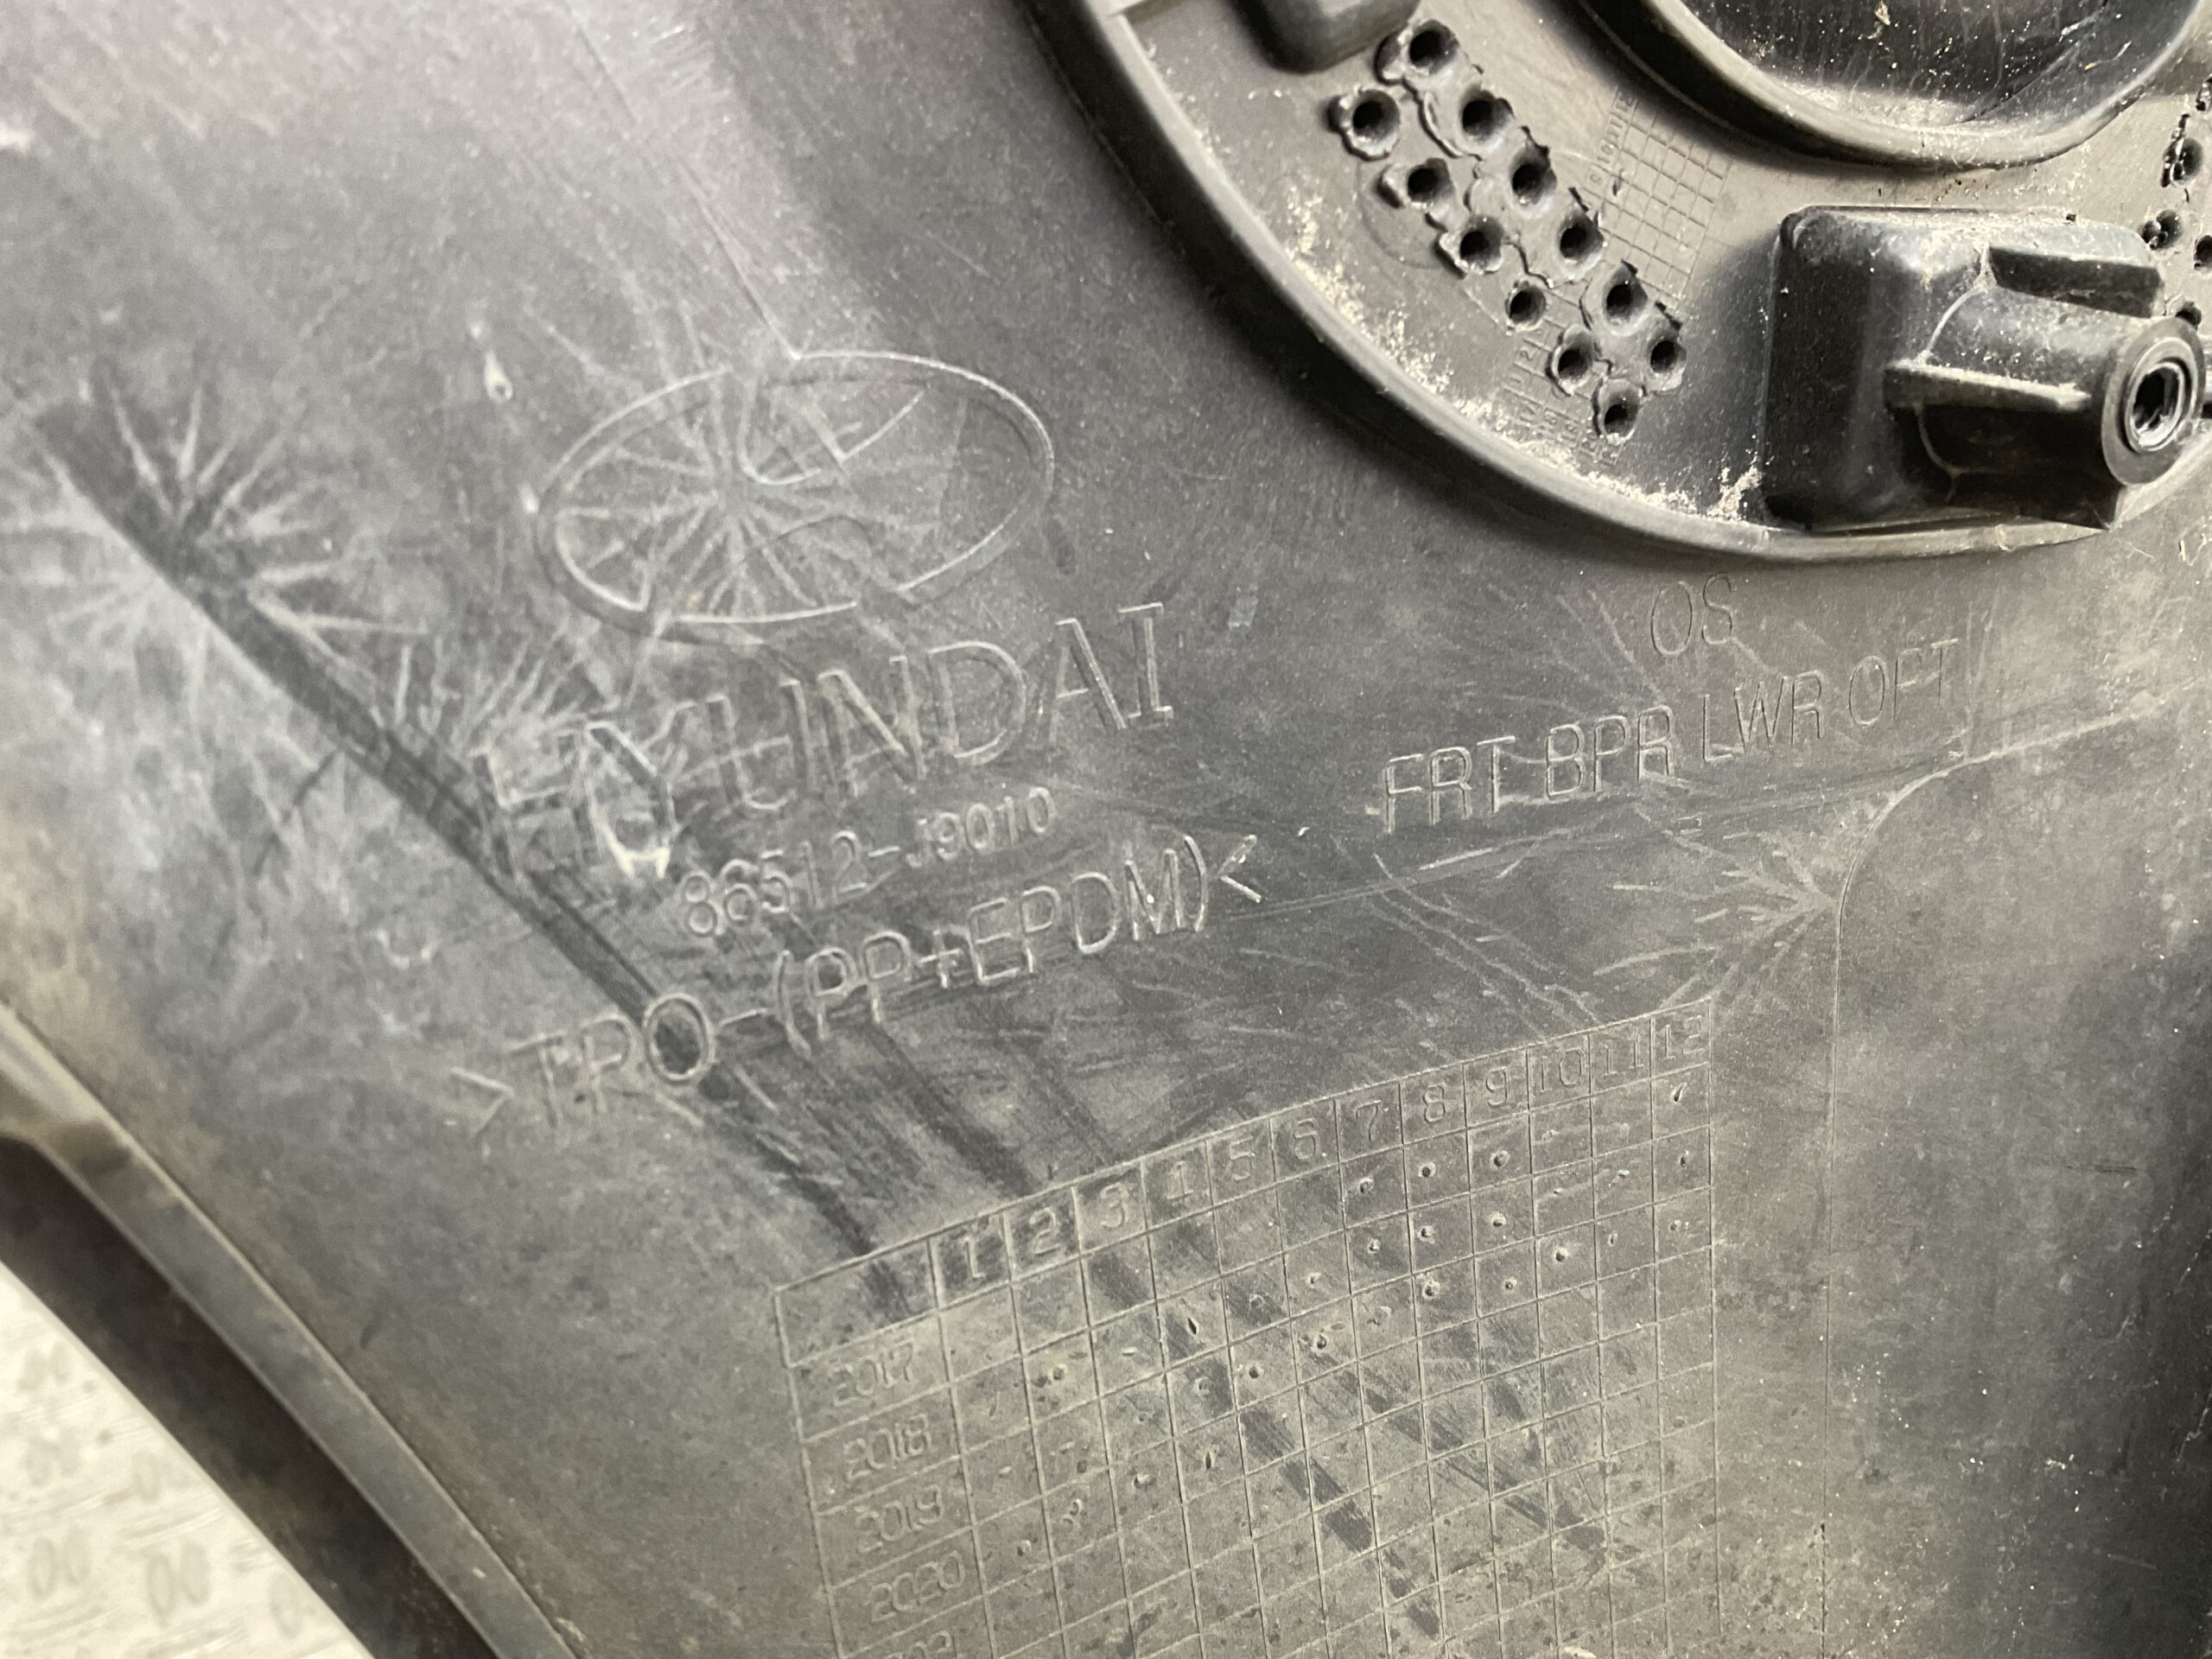 OS
HYUNDAI
FRT BPR LWR OPT
86512-J9010
>TPO-(PP+EPDM)<
1 2 3 4 5 6 7 8 9 10 11 12
2017
2018
2019
2020